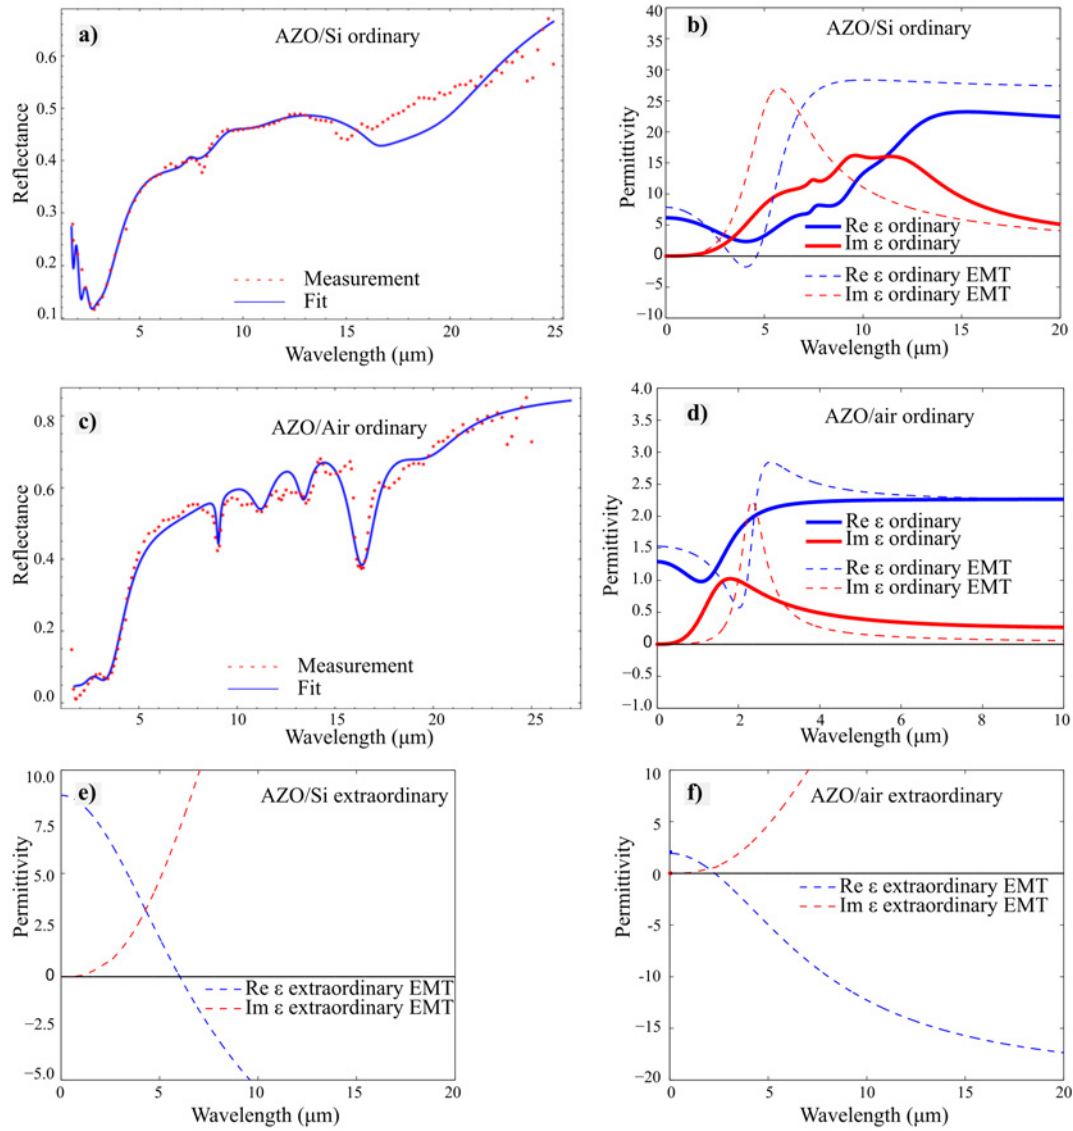 a)
AZO/Si ordinary
0.6
0.5
0.4
0.3
0.2
0.1
Reflectance
Measurement
Fit
5
10
15
20
25
Wavelength (μm)
b)
AZO/Si ordinary
40
35
30
25
20
15
10
5
0
−5
−10
Permittivity
Re ε ordinary
Im ε ordinary
Re ε ordinary EMT
Im ε ordinary EMT
0
5
10
15
20
Wavelength (μm)
c)
AZO/Air ordinary
0.8
0.6
0.4
0.2
0.0
Reflectance
Measurement
Fit
5
10
15
20
25
Wavelength (μm)
d)
AZO/air ordinary
4.0
3.5
3.0
2.5
2.0
1.5
1.0
0.5
0
−0.5
−1.0
Permittivity
Re ε ordinary
Im ε ordinary
Re ε ordinary EMT
Im ε ordinary EMT
0
2
4
6
8
10
Wavelength (μm)
e)
AZO/Si extraordinary
10.0
7.5
5.0
2.5
0
−2.5
−5.0
Permittivity
Re ε extraordinary EMT
Im ε extraordinary EMT
0
5
10
15
20
Wavelength (μm)
f)
AZO/air extraordinary
10
5
0
−5
−10
−15
−20
Permittivity
Re ε extraordinary EMT
Im ε extraordinary EMT
0
5
10
15
20
Wavelength (μm)